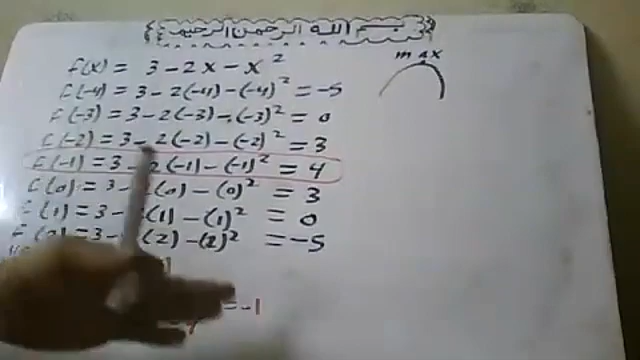 بسم الله الرحمن الرحيم
max
f(x) = 3 - 2x - x²
f(-4) = 3 - 2(-4) - (-4)² = -5
f(-3) = 3 - 2(-3) - (-3)² = 0
f(-2) = 3 - 2(-2) - (-2)² = 3
f(-1) = 3 - 2(-1) - (-1)² = 4
f(0) = 3 - (0) - (0)² = 3
(1) = 3 - (1) - (1)² = 0
3 - (2) - (2)² = -5
= -1